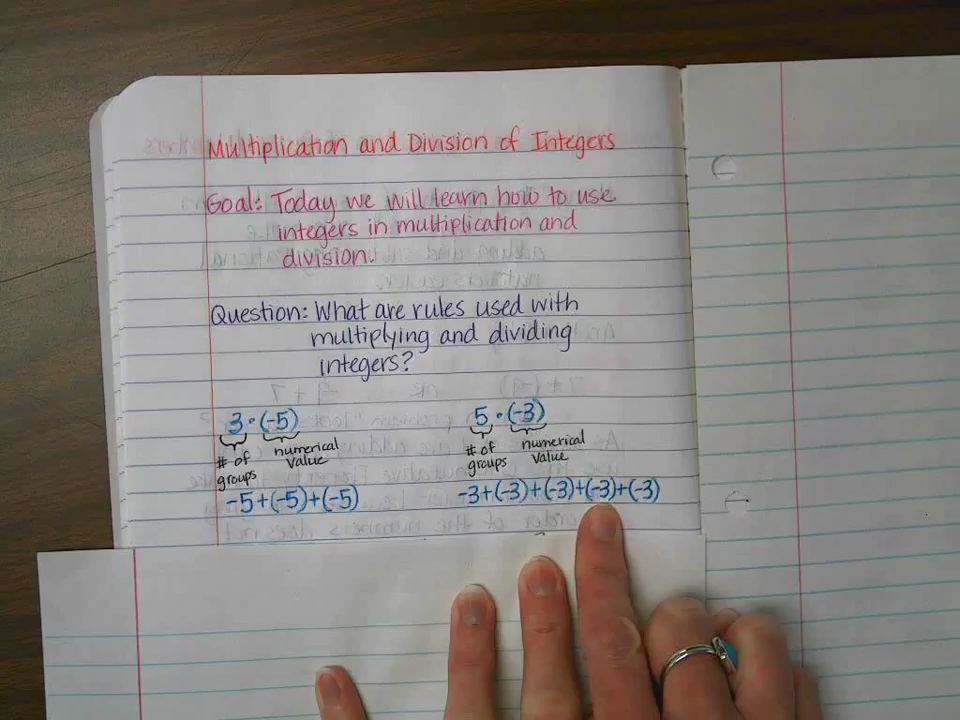 Multiplication and Division of Integers
Goal: Today we will learn how to use
integers in multiplication and
division.
Question: What are rules used with
multiplying and dividing
integers?
3 · (-5)
# of
groups
numerical
value
-5+(-5)+(-5)
5 · (-3)
# of
groups
numerical
value
-3+(-3)+(-3)+(-3)+(-3)